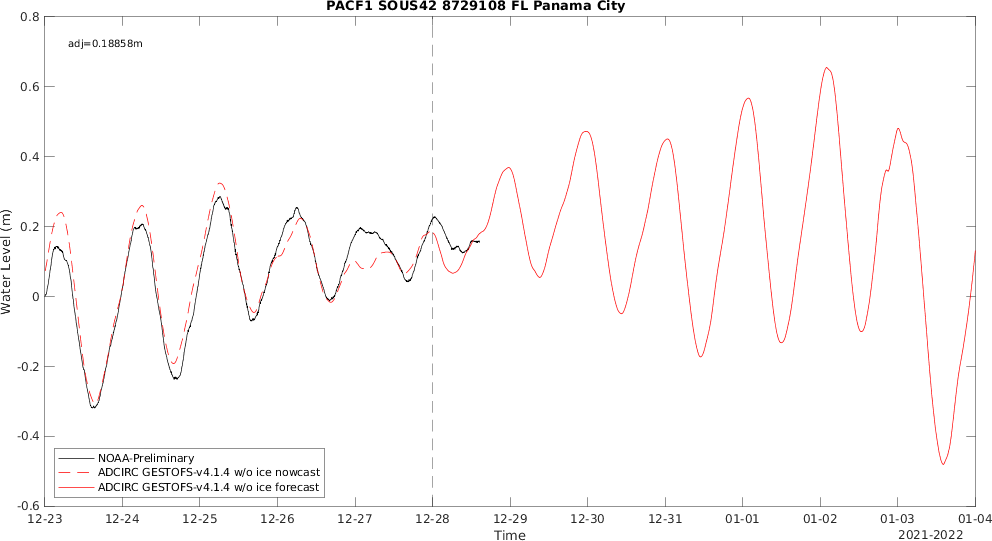 PACF1 SOUS42 8729108 FL Panama City
adj=0.18858m
Water Level (m)
0.8
0.6
0.4
0.2
0
-0.2
-0.4
-0.6
NOAA-Preliminary
ADCIRC GESTOFS-v4.1.4 w/o ice nowcast
ADCIRC GESTOFS-v4.1.4 w/o ice forecast
12-23 12-24 12-25 12-26 12-27 12-28 12-29 12-30 12-31 01-01 01-02 01-03 01-04
Time
2021-2022